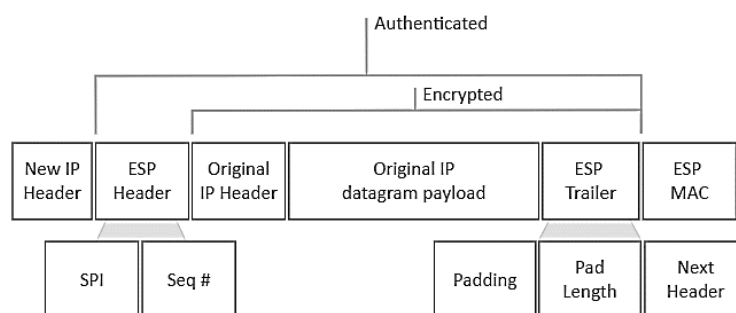 Authenticated
Encrypted
New IP
Header
ESP
Header
Original
IP Header
Original IP
datagram payload
ESP
Trailer
ESP
MAC
SPI
Seq #
Padding
Pad
Length
Next
Header